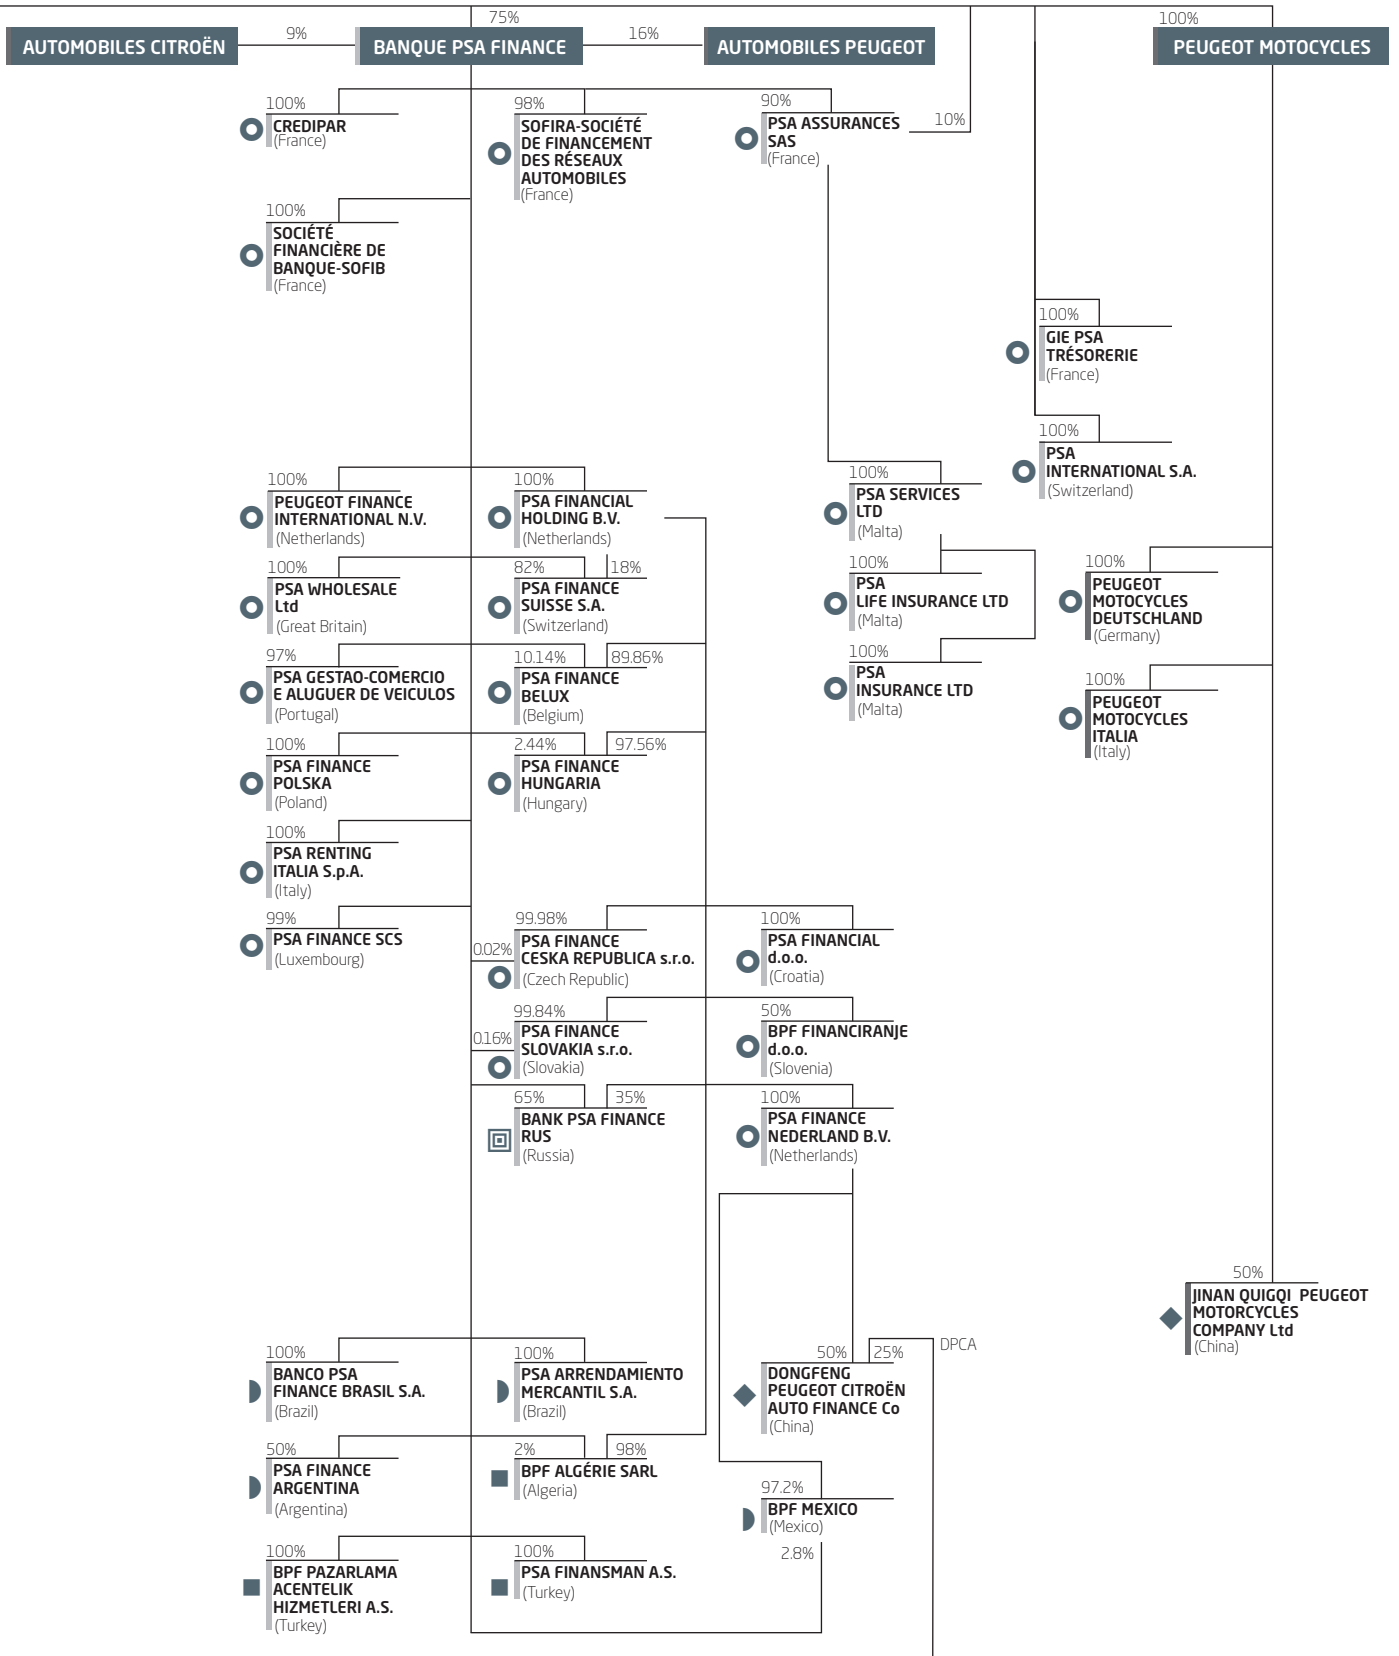 75%
100%
AUTOMOBILES CITROËN
9%
BANQUE PSA FINANCE
16%
AUTOMOBILES PEUGEOT
PEUGEOT MOTOCYCLES
100%
CREDIPAR
(France)
98%
SOFIRA-SOCIÉTÉ
DE FINANCEMENT
DES RÉSEAUX
AUTOMOBILES
(France)
90%
PSA ASSURANCES
SAS
(France)
10%
100%
SOCIÉTÉ
FINANCIÈRE DE
BANQUE-SOFIB
(France)
100%
GIE PSA
TRÉSORERIE
(France)
100%
PSA
INTERNATIONAL S.A.
(Switzerland)
100%
PEUGEOT FINANCE
INTERNATIONAL N.V.
(Netherlands)
100%
PSA FINANCIAL
HOLDING B.V.
(Netherlands)
100%
PSA SERVICES
LTD
(Malta)
100%
PSA WHOLESALE
Ltd
(Great Britain)
82%
18%
PSA FINANCE
SUISSE S.A.
(Switzerland)
100%
PSA
LIFE INSURANCE LTD
(Malta)
100%
PEUGEOT
MOTOCYCLES
DEUTSCHLAND
(Germany)
97%
PSA GESTAO-COMERCIO
E ALUGUER DE VEICULOS
(Portugal)
10.14%
89.86%
PSA FINANCE
BELUX
(Belgium)
100%
PSA
INSURANCE LTD
(Malta)
100%
PEUGEOT
MOTOCYCLES
ITALIA
(Italy)
100%
PSA FINANCE
POLSKA
(Poland)
2.44%
97.56%
PSA FINANCE
HUNGARIA
(Hungary)
100%
PSA RENTING
ITALIA S.p.A.
(Italy)
99%
PSA FINANCE SCS
(Luxembourg)
99.98%
0.02%
PSA FINANCE
CESKA REPUBLICA s.r.o.
(Czech Republic)
100%
PSA FINANCIAL
d.o.o.
(Croatia)
99.84%
0.16%
PSA FINANCE
SLOVAKIA s.r.o.
(Slovakia)
50%
BPF FINANCIRANJE
d.o.o.
(Slovenia)
65%
35%
BANK PSA FINANCE
RUS
(Russia)
100%
PSA FINANCE
NEDERLAND B.V.
(Netherlands)
50%
JINAN QUIGQI PEUGEOT
MOTORCYCLES
COMPANY Ltd
(China)
100%
BANCO PSA
FINANCE BRASIL S.A.
(Brazil)
100%
PSA ARRENDAMIENTO
MERCANTIL S.A.
(Brazil)
50%
25%
DPCA
DONGFENG
PEUGEOT CITROËN
AUTO FINANCE Co
(China)
50%
PSA FINANCE
ARGENTINA
(Argentina)
2%
98%
BPF ALGÉRIE SARL
(Algeria)
97.2%
BPF MEXICO
(Mexico)
2.8%
100%
BPF PAZARLAMA
ACENTELIK
HIZMETLERI A.S.
(Turkey)
100%
PSA FINANSMAN A.S.
(Turkey)